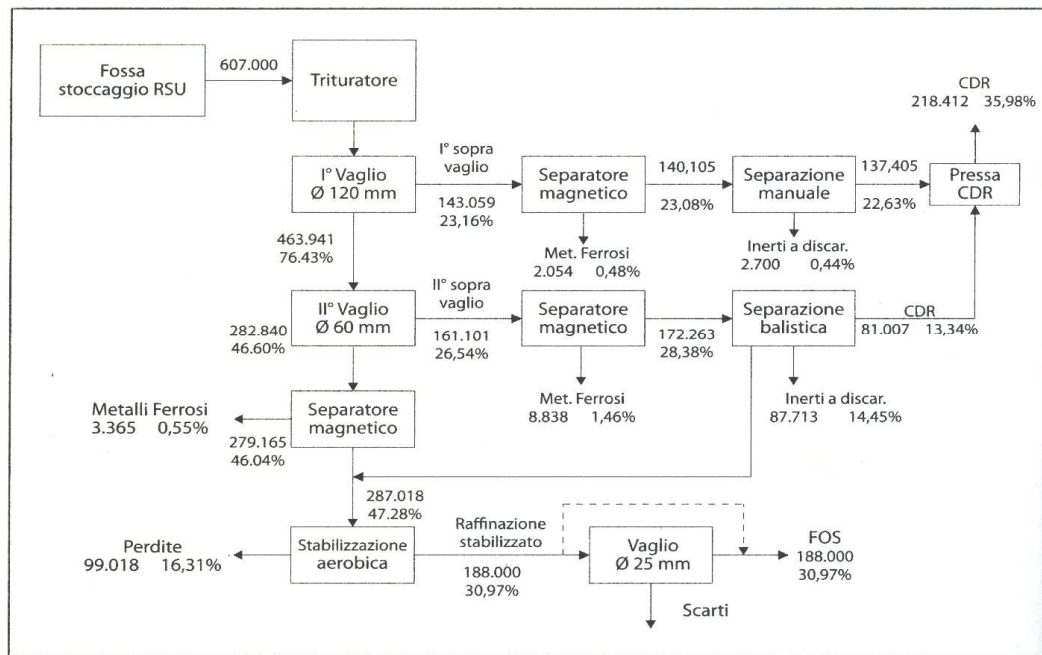 Fossa
stoccaggio RSU
607.000
Trituratore
CDR
218.412 35,98%
I° Vaglio
Ø 120 mm
I° sopra
vaglio
143.059
23,16%
Separatore
magnetico
140,105
23,08%
Separazione
manuale
137,405
22,63%
Pressa
CDR
463.941
76.43%
Met. Ferrosi
2.054 0,48%
Inerti a discar.
2.700 0,44%
II° Vaglio
Ø 60 mm
II° sopra
vaglio
161.101
26,54%
Separatore
magnetico
172.263
28,38%
Separazione
balistica
CDR
81.007 13,34%
282.840
46.60%
Met. Ferrosi
8.838 1,46%
Inerti a discar.
87.713 14,45%
Metalli Ferrosi
3.365 0,55%
Separatore
magnetico
279.165
46.04%
287.018
47.28%
Perdite
99.018 16,31%
Stabilizzazione
aerobica
Raffinazione
stabilizzato
188.000
30,97%
Vaglio
Ø 25 mm
FOS
188.000
30,97%
Scarti